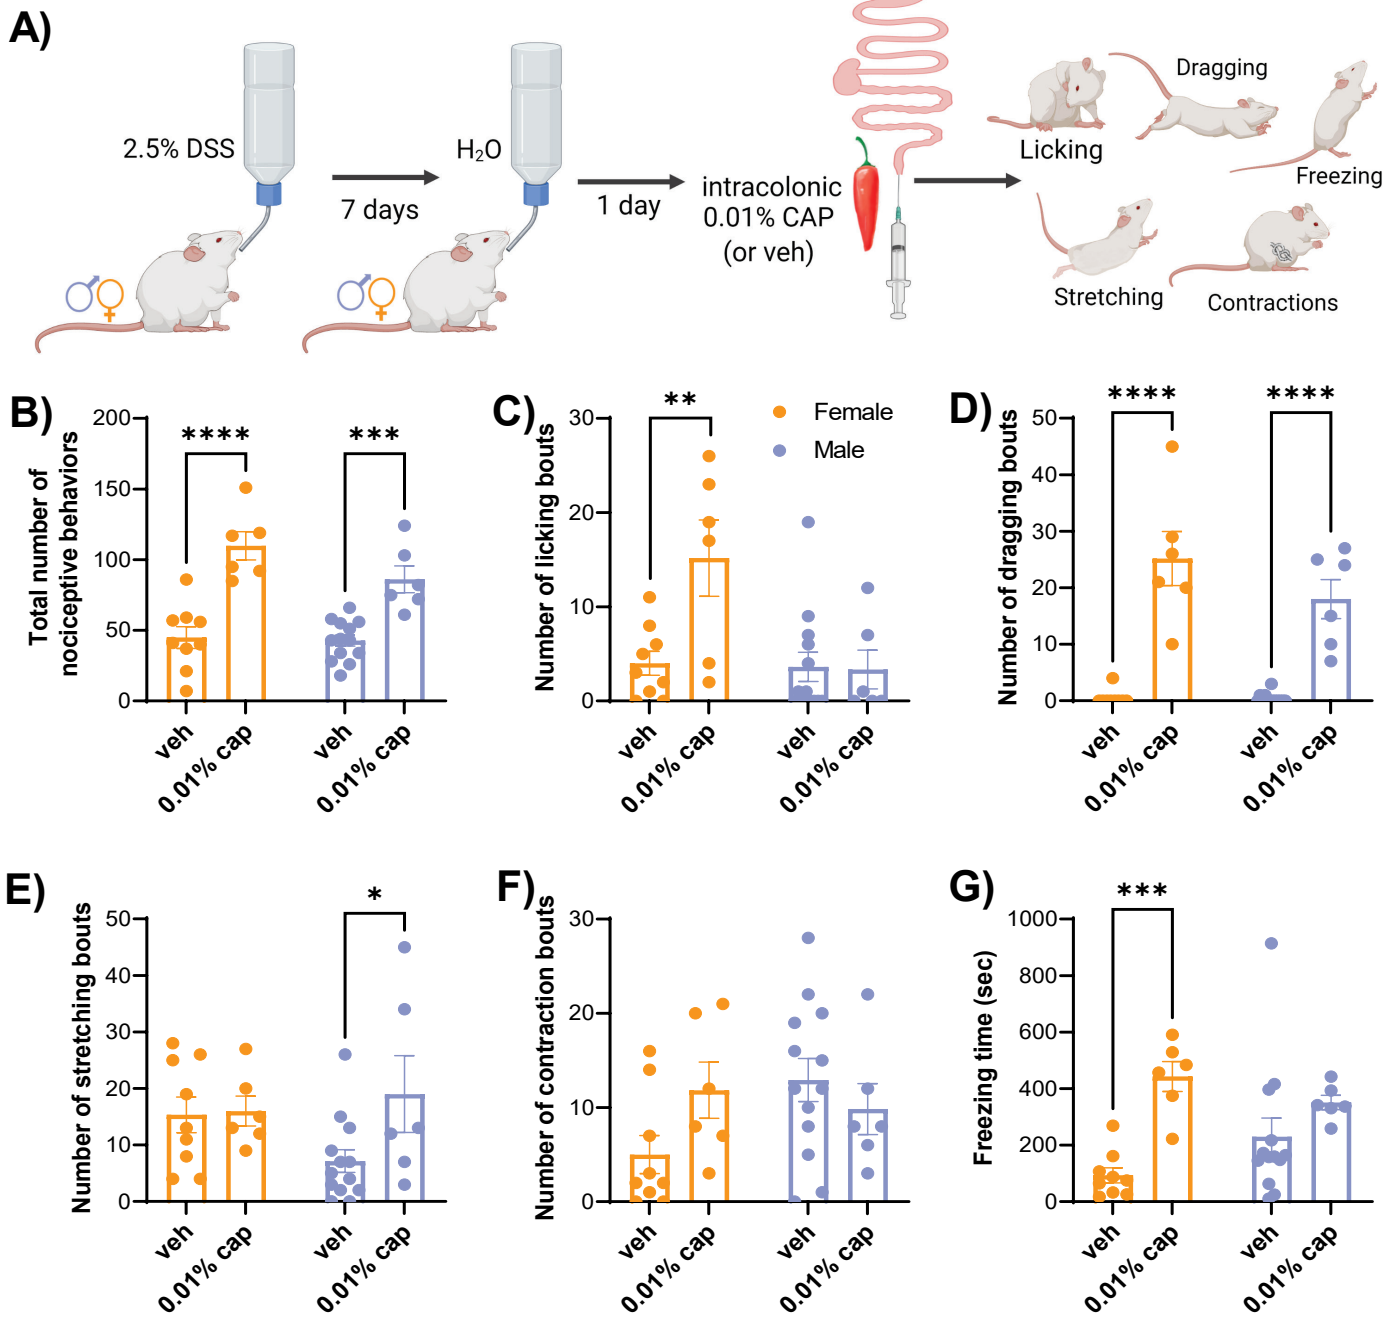 A)
2.5% DSS
7 days
H₂O
1 day
intracolonic
0.01% CAP
(or veh)
Licking
Dragging
Freezing
Stretching
Contractions
B)
Total number of
nociceptive behaviors
200
150
100
50
0
****
***
veh
0.01% cap
veh
0.01% cap
C)
Number of licking bouts
30
20
10
0
**
Female
Male
veh
0.01% cap
veh
0.01% cap
D)
Number of dragging bouts
50
40
30
20
10
0
****
****
veh
0.01% cap
veh
0.01% cap
E)
Number of stretching bouts
50
40
30
20
10
0
*
veh
0.01% cap
veh
0.01% cap
F)
Number of contraction bouts
30
20
10
0
veh
0.01% cap
veh
0.01% cap
G)
Freezing time (sec)
1000
800
600
400
200
0
***
veh
0.01% cap
veh
0.01% cap